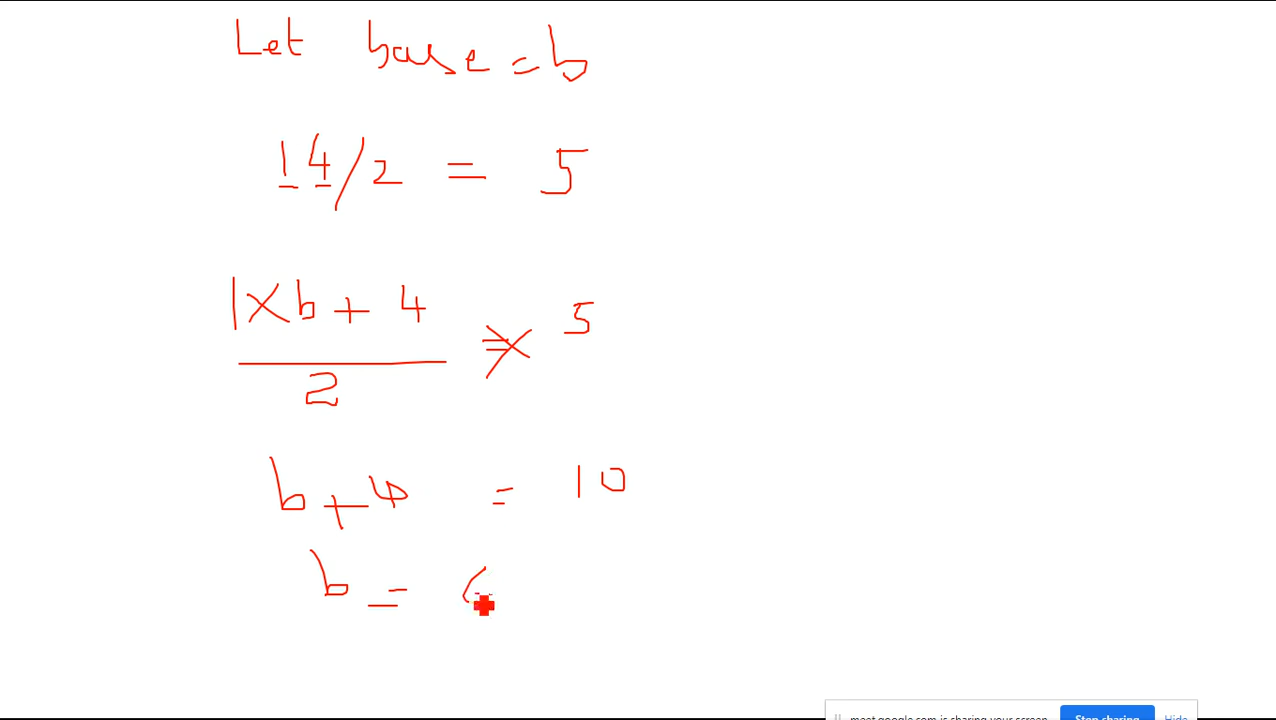 Let base = b
14/2 = 5
1×b + 4
5
2
b + 4 = 10
b = 6
meet.google.com is sharing your screen. Stop sharing Hide